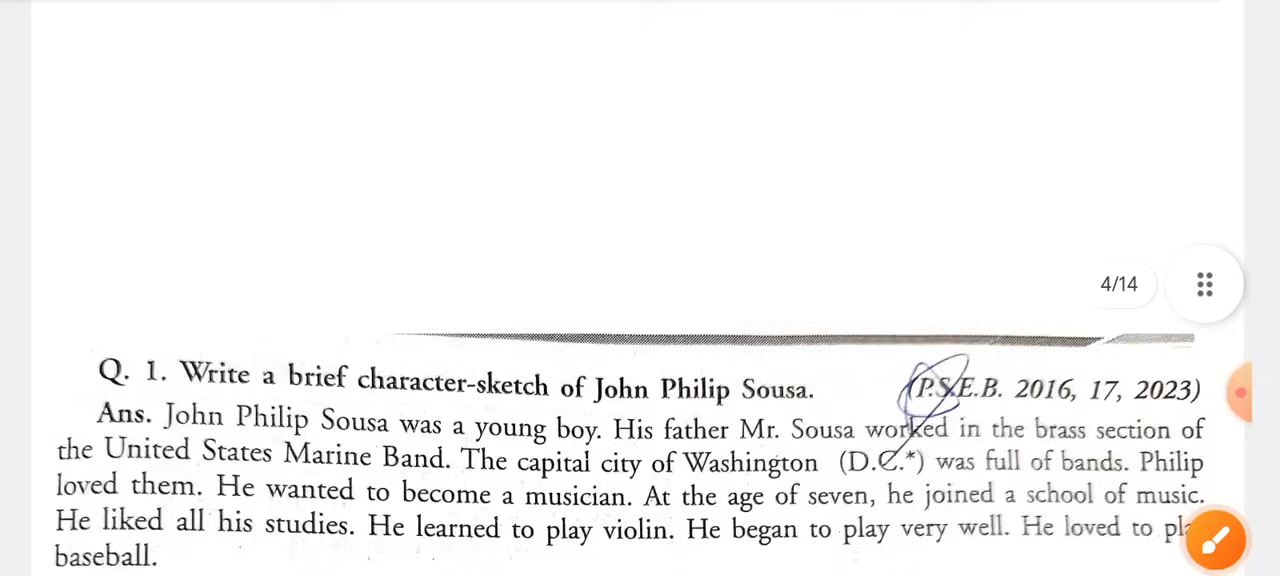 4/14
Q. 1. Write a brief character-sketch of John Philip Sousa. (P.S.E.B. 2016, 17, 2023)
Ans. John Philip Sousa was a young boy. His father Mr. Sousa worked in the brass section of
the United States Marine Band. The capital city of Washington (D.C.*) was full of bands. Philip
loved them. He wanted to become a musician. At the age of seven, he joined a school of music.
He liked all his studies. He learned to play violin. He began to play very well. He loved to
baseball.